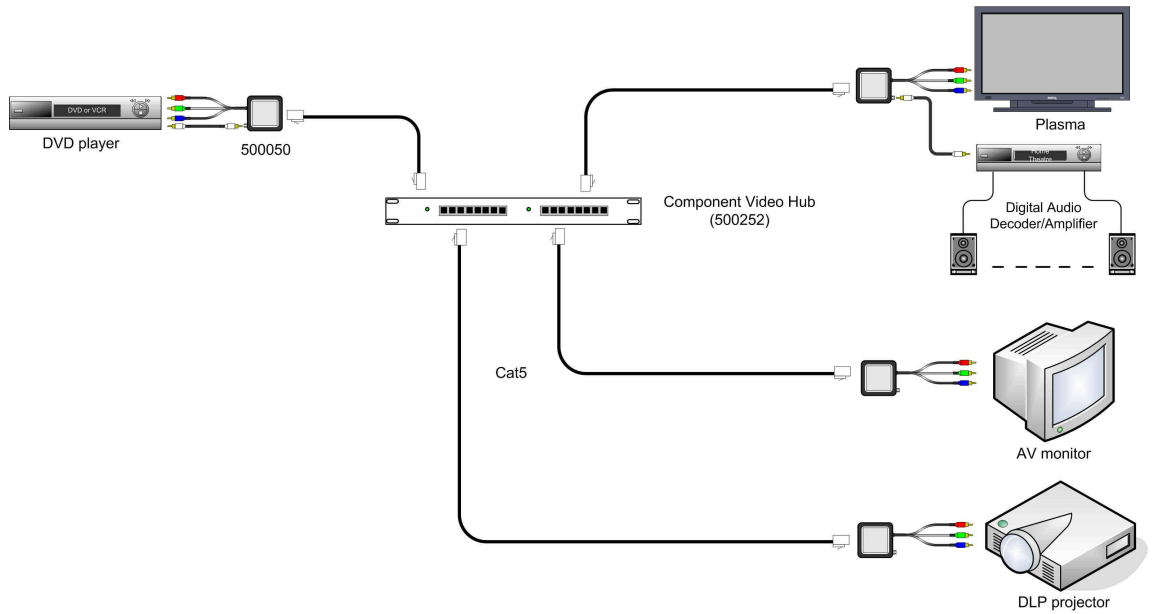 DVD or VCR
DVD player
500050
Component Video Hub
(500252)
Plasma
Home
Theatre
Digital Audio
Decoder/Amplifier
Cat5
AV monitor
DLP projector